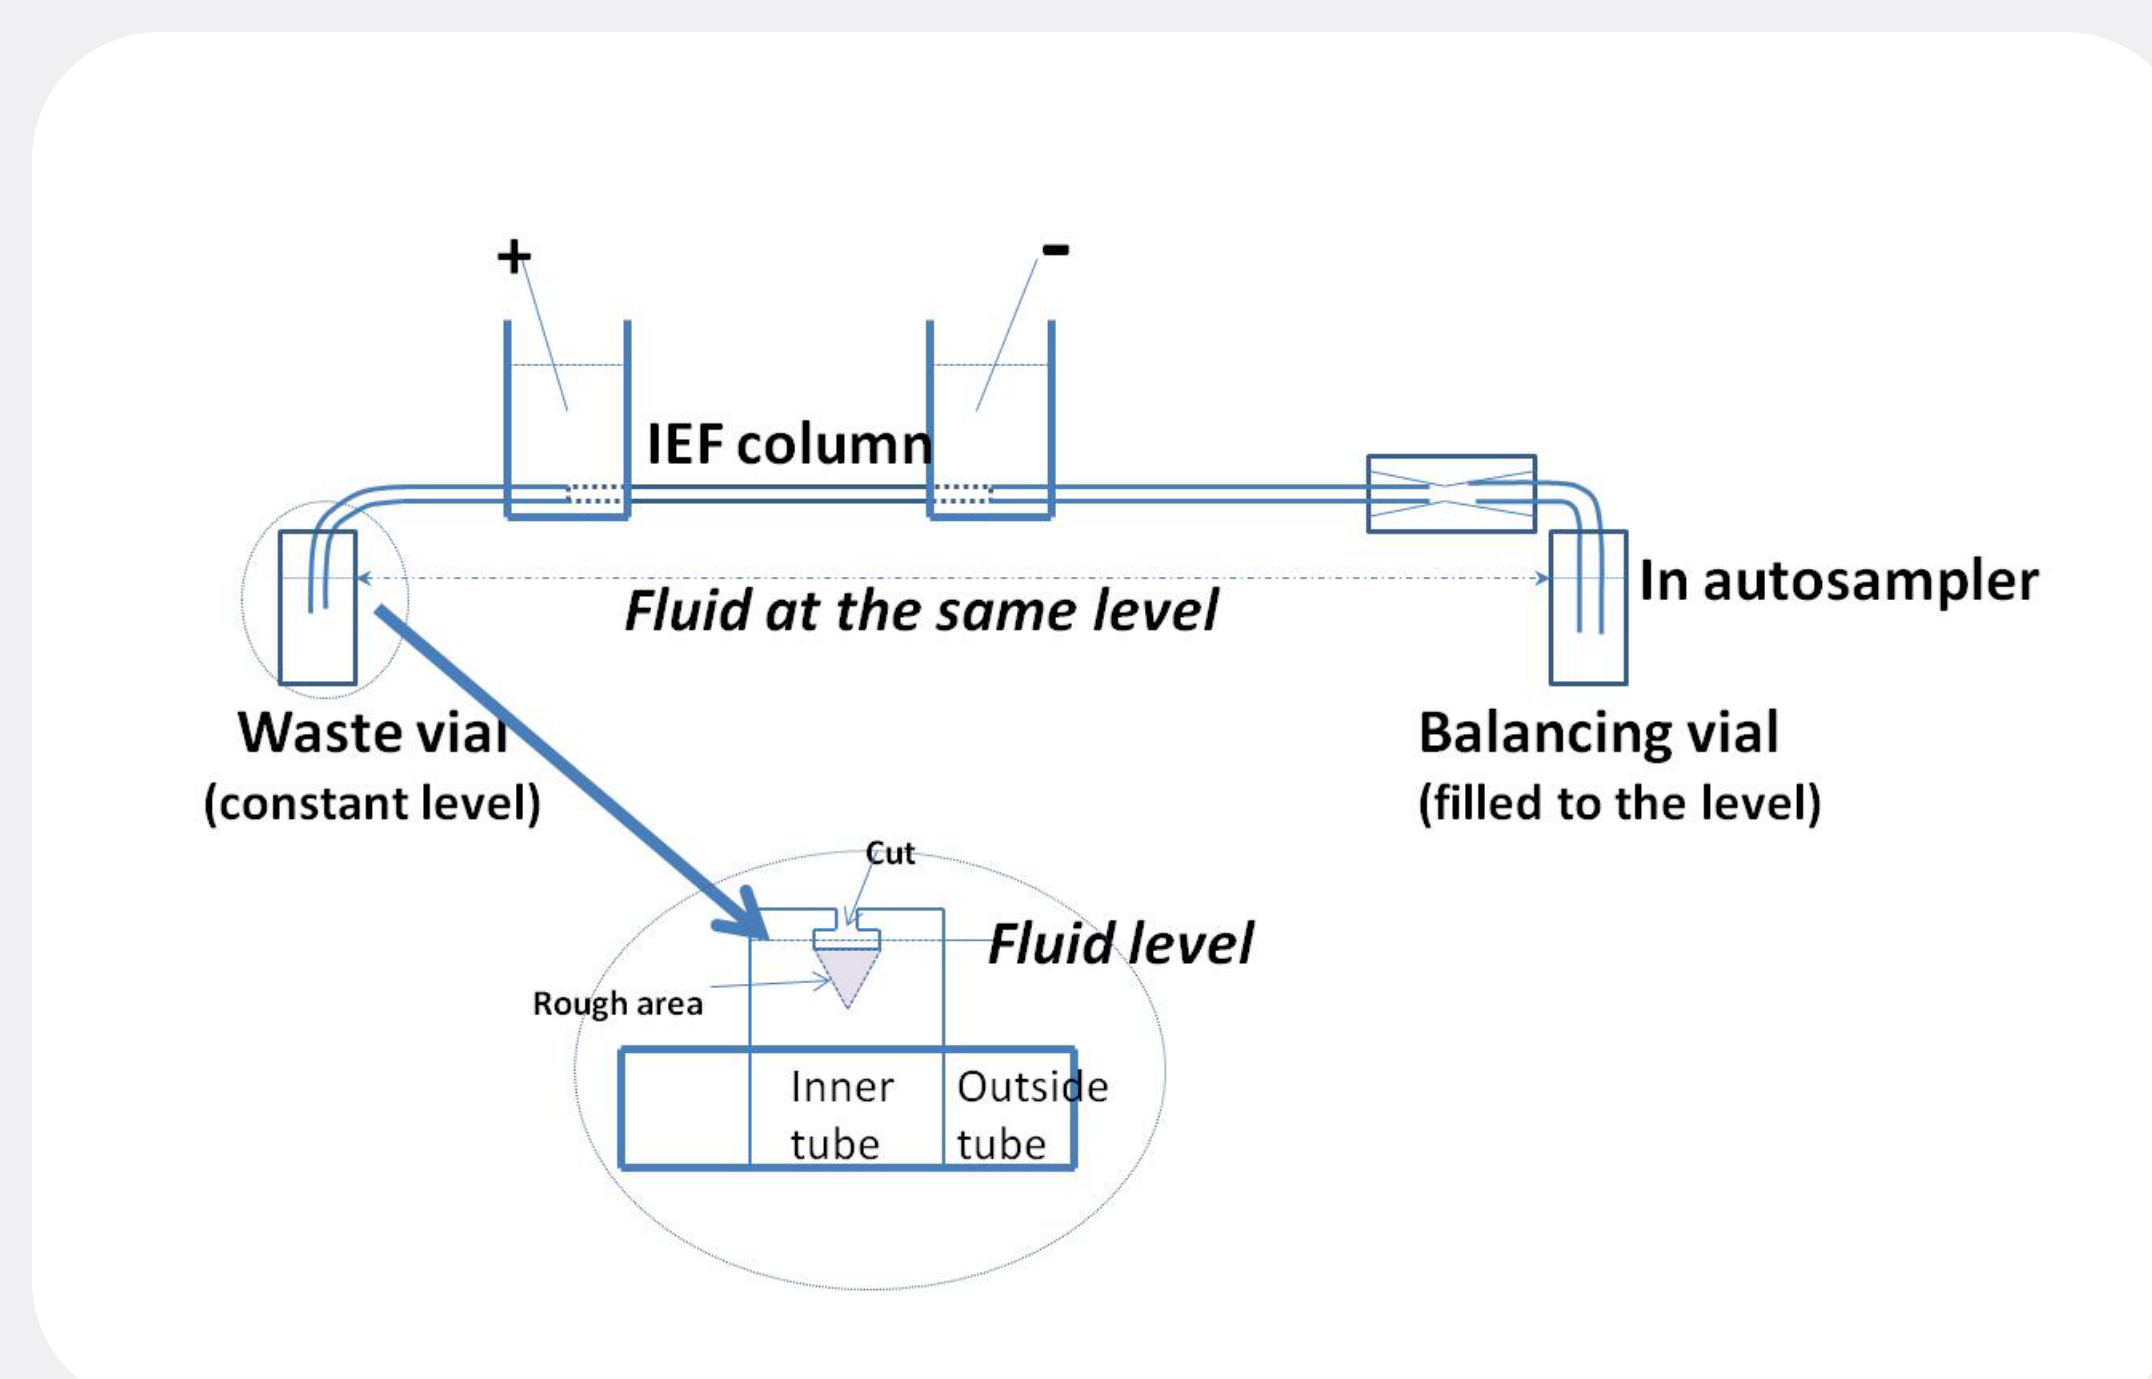 +
-
IEF column
Fluid at the same level
In autosampler
Waste vial
(constant level)
Balancing vial
(filled to the level)
Cut
Fluid level
Rough area
Inner
tube
Outside
tube